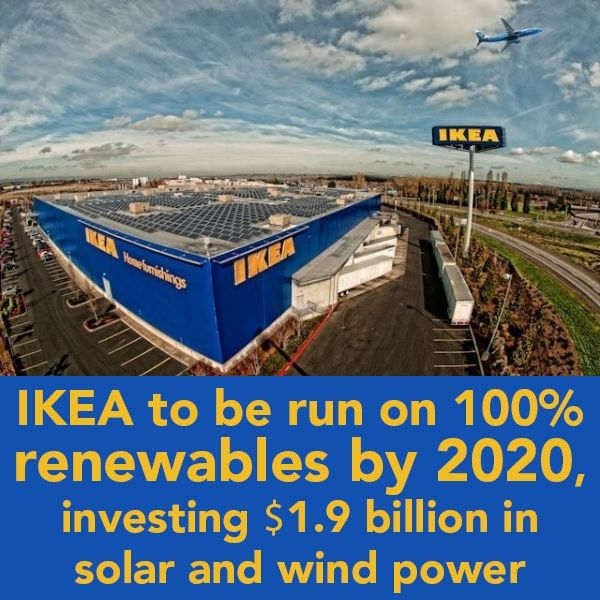 IKEA
IKEA
Home furnishings
IKEA
IKEA to be run on 100%
renewables by 2020,
investing $1.9 billion in
solar and wind power